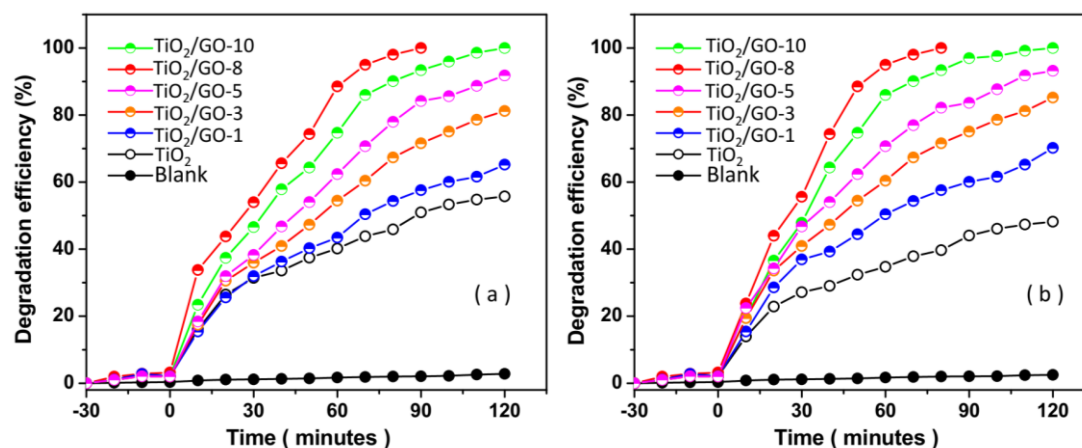 TiO2/GO-10
TiO2/GO-8
TiO2/GO-5
TiO2/GO-3
TiO2/GO-1
TiO2
Blank
( a )
Degradation efficiency (%)
100
80
60
40
20
0
-30
0
30
60
90
120
Time ( minutes )
TiO2/GO-10
TiO2/GO-8
TiO2/GO-5
TiO2/GO-3
TiO2/GO-1
TiO2
Blank
( b )
Degradation efficiency (%)
100
80
60
40
20
0
-30
0
30
60
90
120
Time ( minutes )